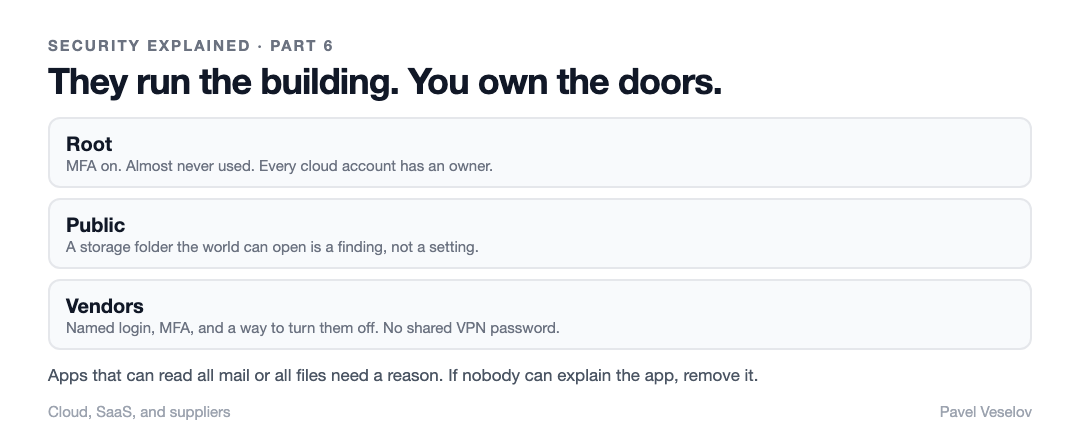 SECURITY EXPLAINED · PART 6
They run the building. You own the doors.
Root
MFA on. Almost never used. Every cloud account has an owner.
Public
A storage folder the world can open is a finding, not a setting.
Vendors
Named login, MFA, and a way to turn them off. No shared VPN password.
Apps that can read all mail or all files need a reason. If nobody can explain the app, remove it.
Cloud, SaaS, and suppliers
Pavel Veselov